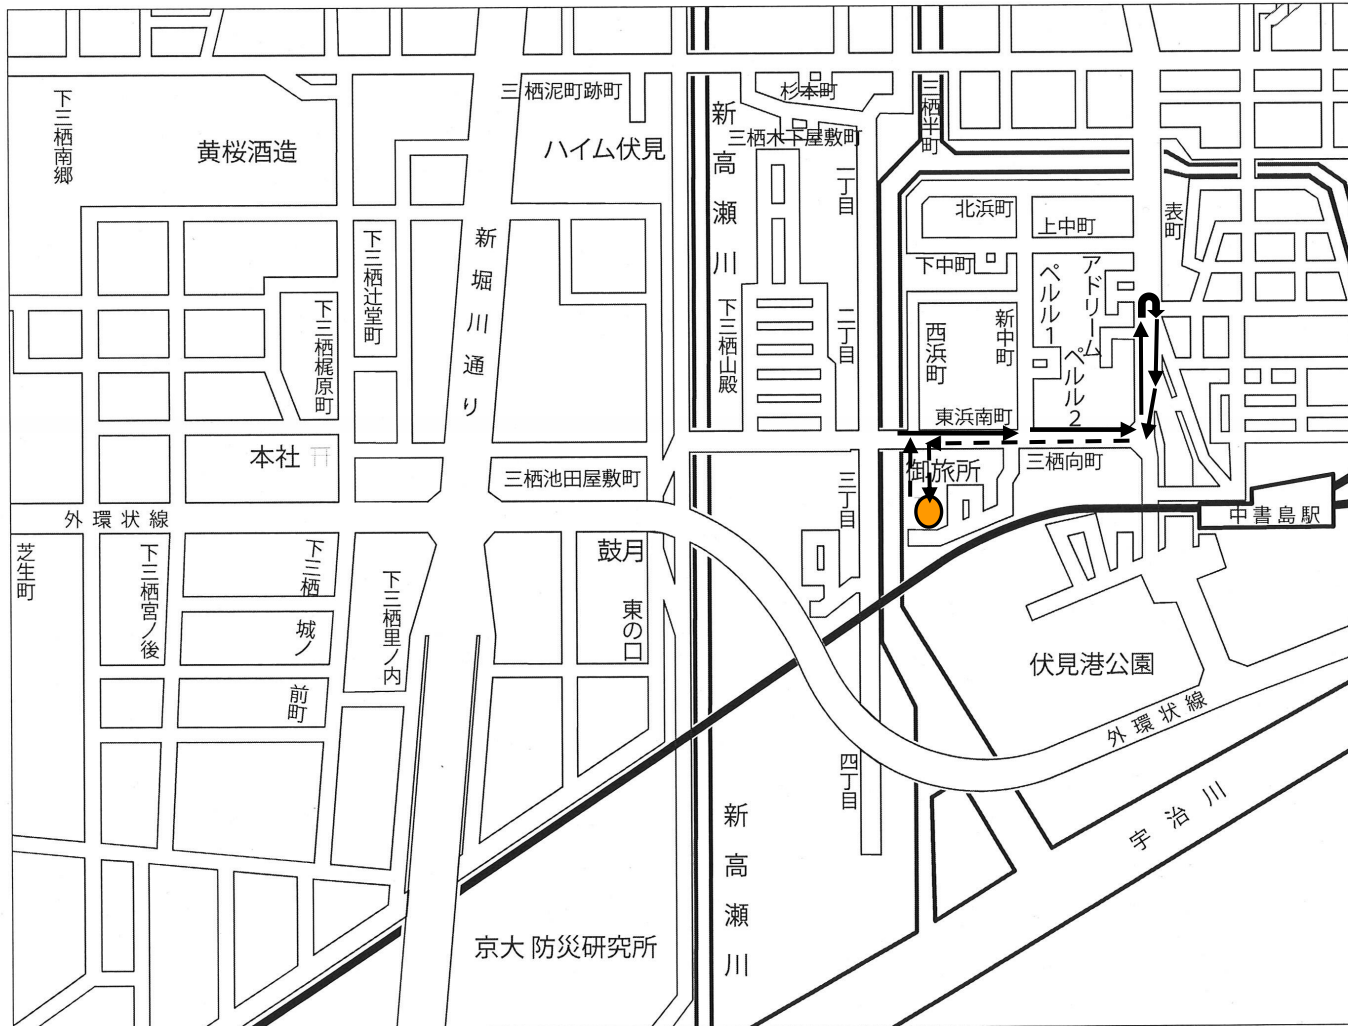 三栖泥町跡町
杉本町
三栖半町
下三栖南郷
黄桜酒造
ハイム伏見
新高瀬川
三栖木下屋敷町
一丁目
北浜町
上中町
表町
下三栖辻堂町
新堀川通り
下中町
ペルル1
アドリーム
ペルル2
下三栖梶原町
下三栖山殿
二丁目
西浜町
新中町
東浜南町
本社
三栖池田屋敷町
三丁目
御旅所
三栖向町
外環状線
中書島駅
芝生町
下三栖宮ノ後
下三栖
城ノ
前町
下三栖里ノ内
鼓月
東の口
伏見港公園
外環状線
四丁目
宇治川
新高瀬川
京大 防災研究所